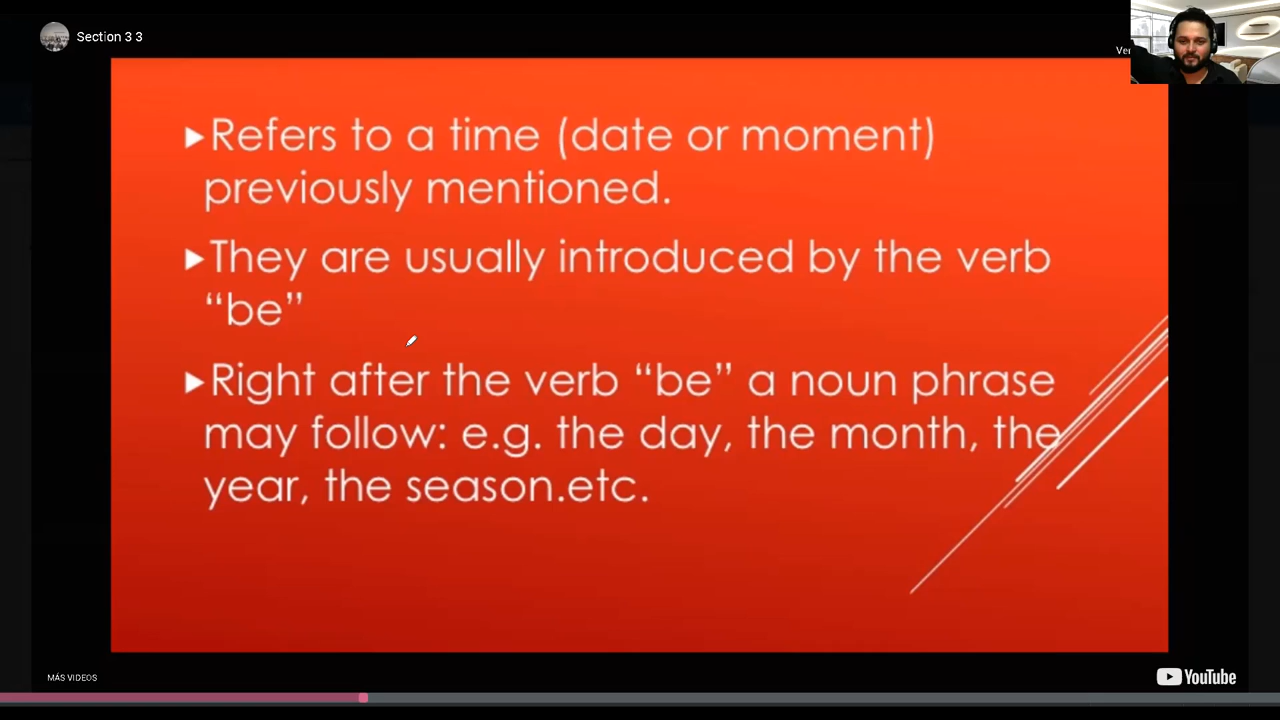 Section 3 3
Ver
▶Refers to a time (date or moment)
previously mentioned.
▶They are usually introduced by the verb
“be”
▶Right after the verb “be” a noun phrase
may follow: e.g. the day, the month, the
year, the season.etc.
MÁS VIDEOS
YouTube